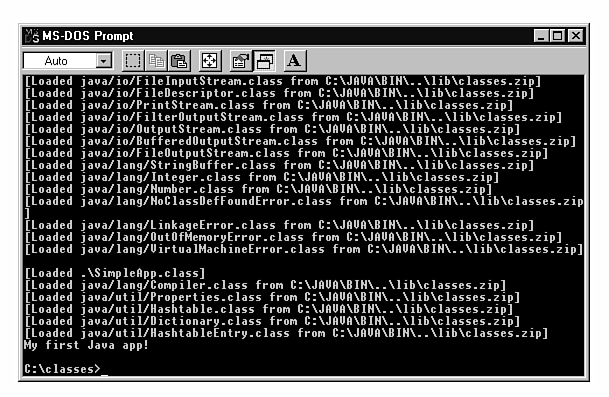 MS-DOS Prompt
Auto
A
[Loaded java/io/FileInputStream.class from C:\JAVA\BIN\..\lib\classes.zip]
[Loaded java/io/FileDescriptor.class from C:\JAVA\BIN\..\lib\classes.zip]
[Loaded java/io/PrintStream.class from C:\JAVA\BIN\..\lib\classes.zip]
[Loaded java/io/FilterOutputStream.class from C:\JAVA\BIN\..\lib\classes.zip]
[Loaded java/io/OutputStream.class from C:\JAVA\BIN\..\lib\classes.zip]
[Loaded java/io/BufferedOutputStream.class from C:\JAVA\BIN\..\lib\classes.zip]
[Loaded java/io/FileOutputStream.class from C:\JAVA\BIN\..\lib\classes.zip]
[Loaded java/lang/StringBuffer.class from C:\JAVA\BIN\..\lib\classes.zip]
[Loaded java/lang/Integer.class from C:\JAVA\BIN\..\lib\classes.zip]
[Loaded java/lang/Number.class from C:\JAVA\BIN\..\lib\classes.zip]
[Loaded java/lang/NoClassDefFoundError.class from C:\JAVA\BIN\..\lib\classes.zip
]
[Loaded java/lang/LinkageError.class from C:\JAVA\BIN\..\lib\classes.zip]
[Loaded java/lang/OutOfMemoryError.class from C:\JAVA\BIN\..\lib\classes.zip]
[Loaded java/lang/VirtualMachineError.class from C:\JAVA\BIN\..\lib\classes.zip]
[Loaded .\SimpleApp.class]
[Loaded java/lang/Compiler.class from C:\JAVA\BIN\..\lib\classes.zip]
[Loaded java/util/Properties.class from C:\JAVA\BIN\..\lib\classes.zip]
[Loaded java/util/Hashtable.class from C:\JAVA\BIN\..\lib\classes.zip]
[Loaded java/util/Dictionary.class from C:\JAVA\BIN\..\lib\classes.zip]
[Loaded java/util/HashtableEntry.class from C:\JAVA\BIN\..\lib\classes.zip]
My first Java app!
C:\classes>_